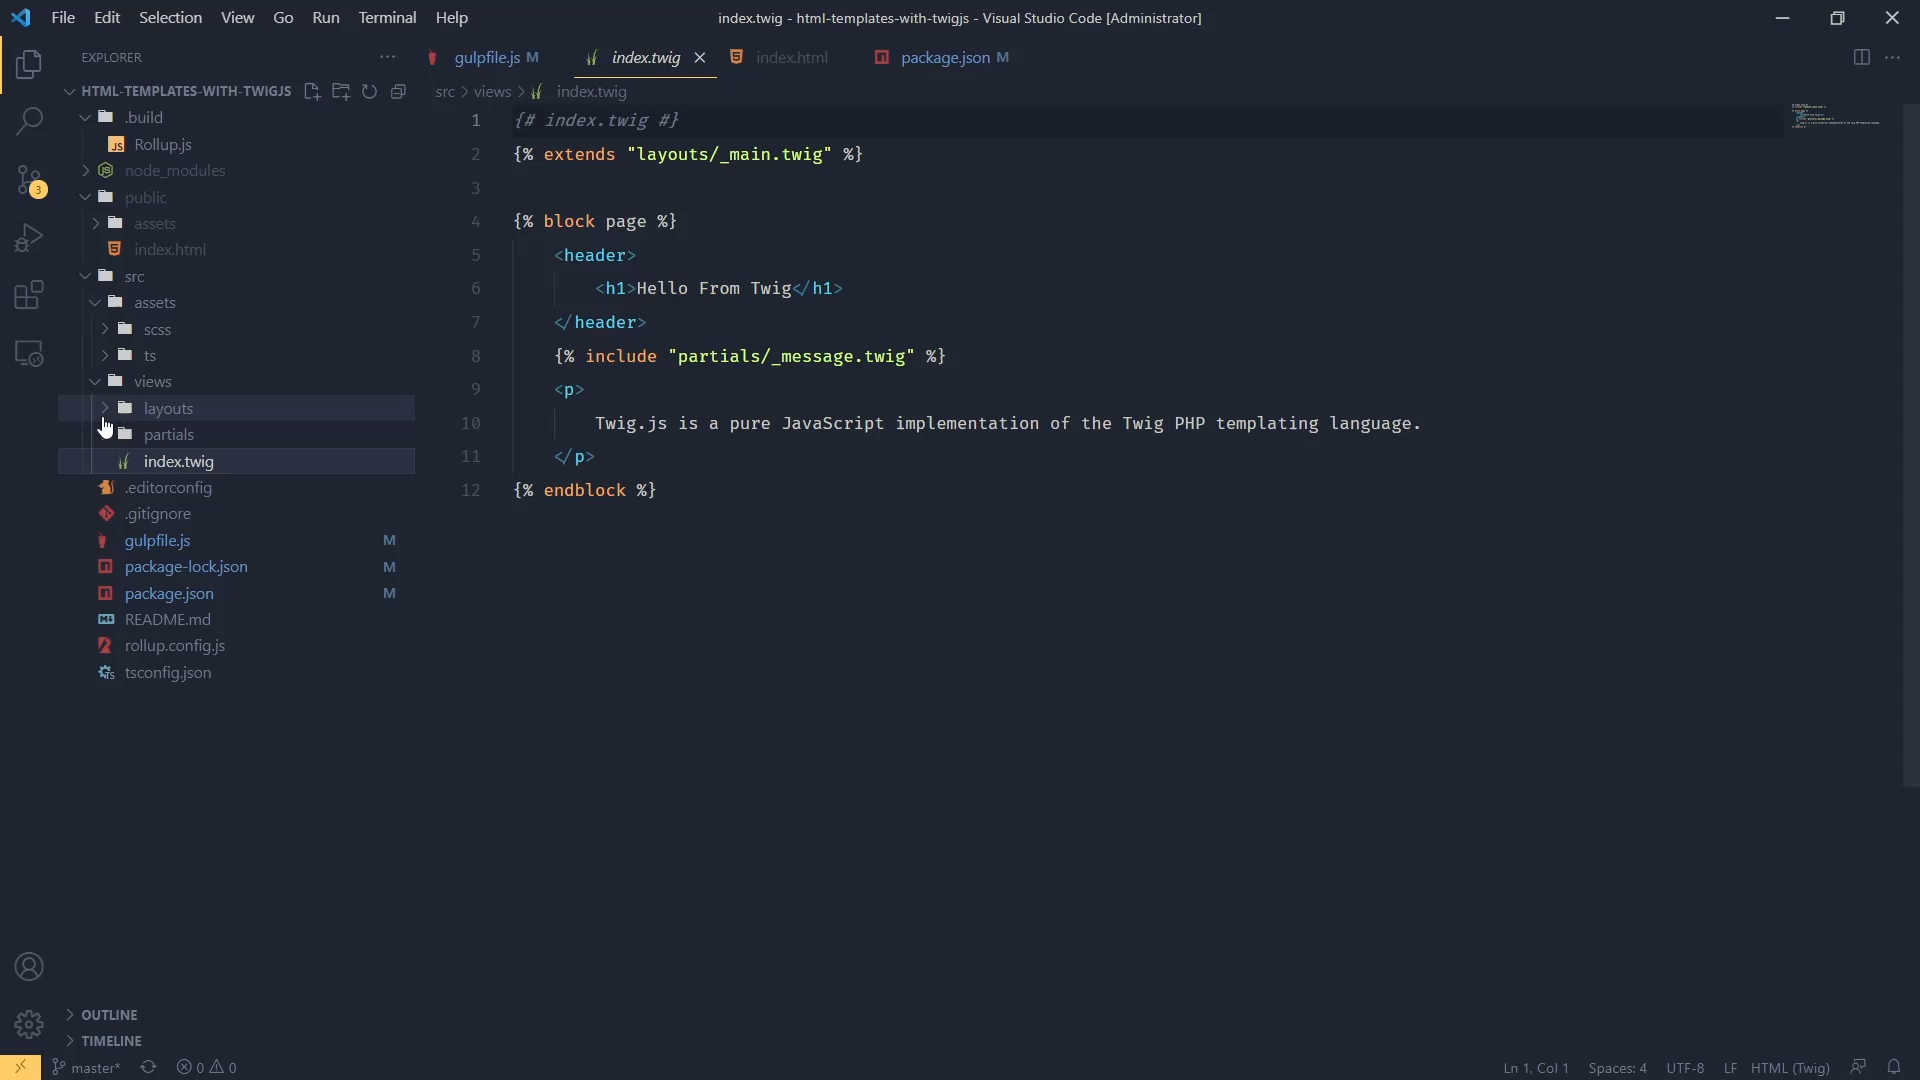 File Edit Selection View Go Run Terminal Help index.twig - html-templates-with-twigjs - Visual Studio Code [Administrator]
EXPLORER
gulpfile.js M index.twig index.html package.json M
HTML-TEMPLATES-WITH-TWIGJS
src > views > index.twig
.build
JS Rollup.js
node_modules
public
assets
index.html
src
assets
scss
ts
views
layouts
partials
index.twig
.editorconfig
.gitignore
gulpfile.js M
package-lock.json M
package.json M
README.md
rollup.config.js
tsconfig.json
3
1 {# index.twig #}
2 {% extends "layouts/_main.twig" %}
3
4 {% block page %}
5 <header>
6 <h1>Hello From Twig</h1>
7 </header>
8 {% include "partials/_message.twig" %}
9 <p>
10 Twig.js is a pure JavaScript implementation of the Twig PHP templating language.
11 </p>
12 {% endblock %}
OUTLINE
TIMELINE
master* 0 0 Ln 1, Col 1 Spaces: 4 UTF-8 LF HTML (Twig)